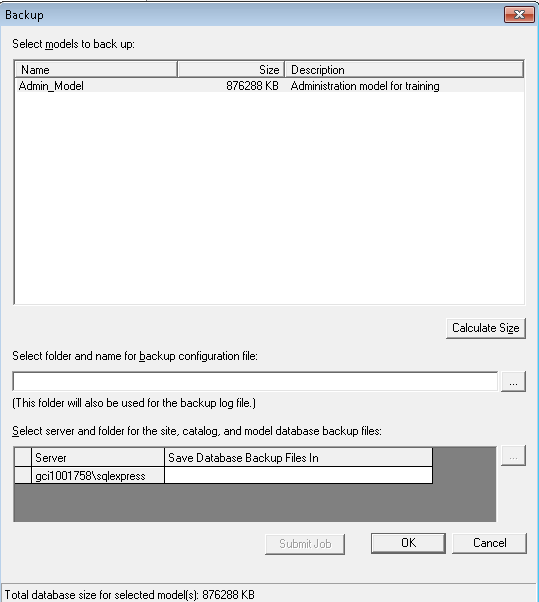 Backup
Select models to back up:
Name Size Description
Admin_Model 876288 KB Administration model for training
Calculate Size
Select folder and name for backup configuration file:
...
(This folder will also be used for the backup log file.)
Select server and folder for the site, catalog, and model database backup files:
...
Server Save Database Backup Files In
gci1001758\sqlexpress
Submit Job OK Cancel
Total database size for selected model(s): 876288 KB